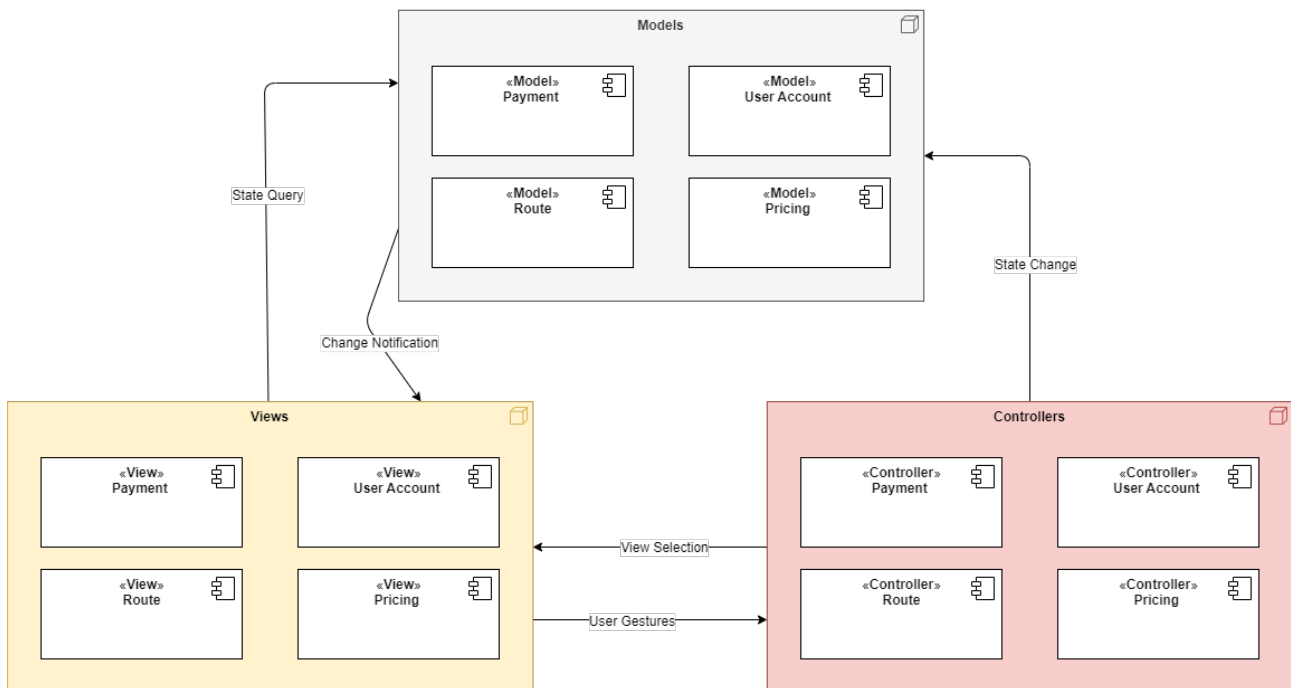 Models
«Model»
Payment
«Model»
User Account
«Model»
Route
«Model»
Pricing
State Query
State Change
Change Notification
Views
«View»
Payment
«View»
User Account
«View»
Route
«View»
Pricing
View Selection
User Gestures
Controllers
«Controller»
Payment
«Controller»
User Account
«Controller»
Route
«Controller»
Pricing